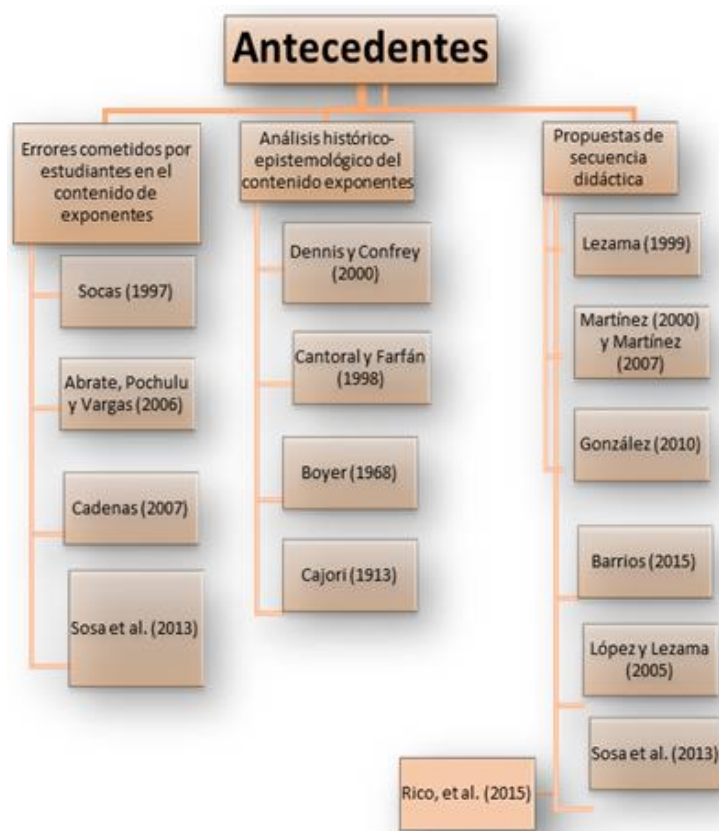 Antecedentes
Errores cometidos por
estudiantes en el
contenido de
exponentes
Socas (1997)
Abrate, Pochulu
y Vargas (2006)
Cadenas (2007)
Sosa et al. (2013)
Análisis histórico-
epistemológico del
contenido exponentes
Dennis y Confrey
(2000)
Cantoral y Farfán
(1998)
Boyer (1968)
Cajori (1913)
Propuestas de
secuencia
didáctica
Lezama (1999)
Martínez (2000)
y Martínez
(2007)
González (2010)
Barrios (2015)
López y Lezama
(2005)
Sosa et al. (2013)
Rico, et al. (2015)